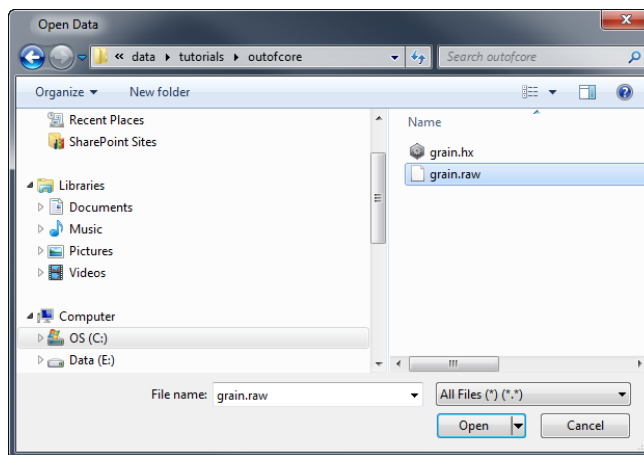 Open Data
« data ▸ tutorials ▸ outofcore
Search outofcore
Organize
New folder
Recent Places
SharePoint Sites
Libraries
Documents
Music
Pictures
Videos
Computer
OS (C:)
Data (E:)
Name
grain.hx
grain.raw
File name: grain.raw
All Files (*) (*.*)
Open
Cancel